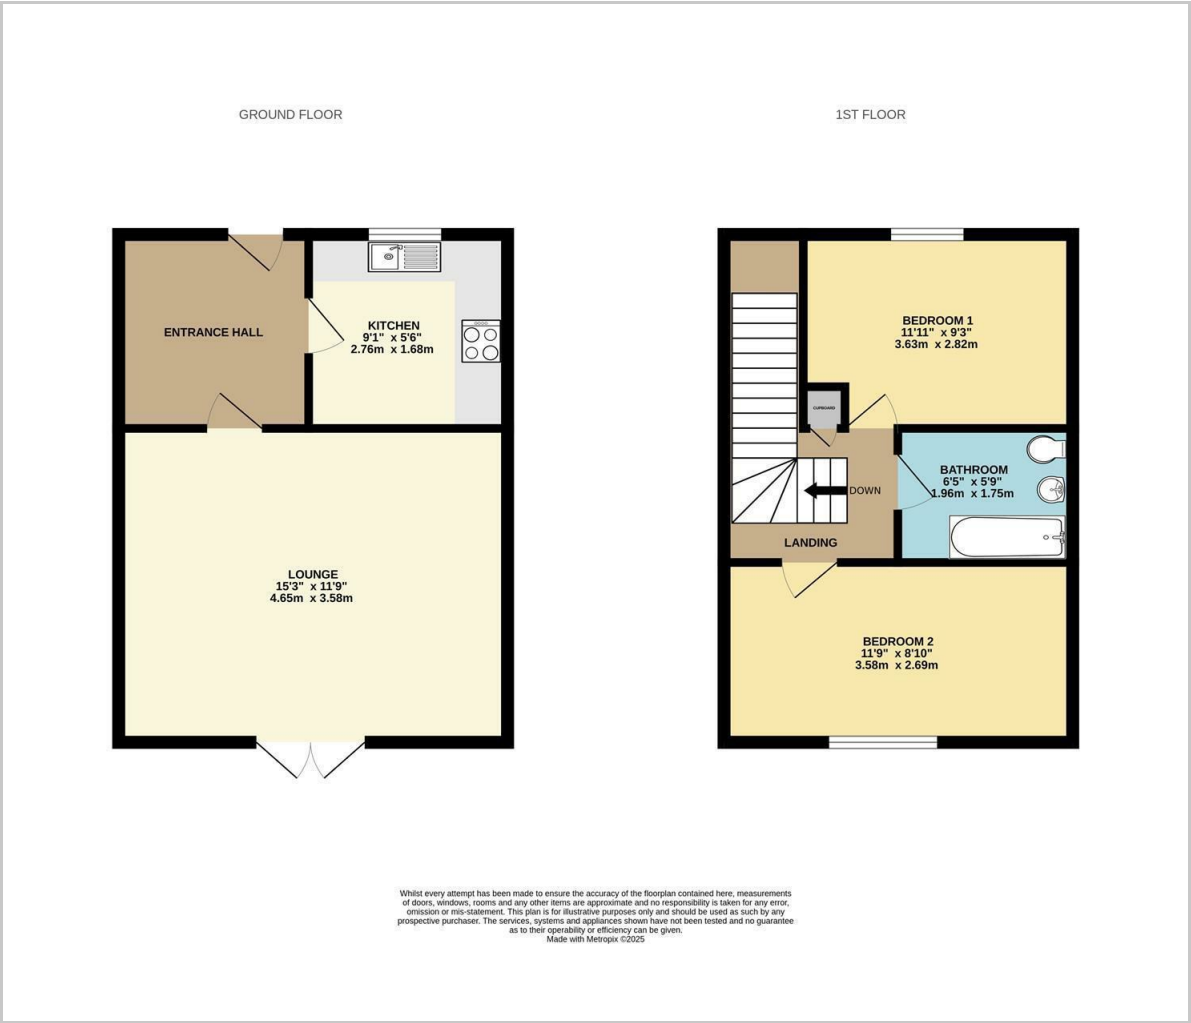 GROUND FLOOR
1ST FLOOR
ENTRANCE HALL
KITCHEN
9'1" x 5'6"
2.76m x 1.68m
LOUNGE
15'3" x 11'9"
4.65m x 3.58m
BEDROOM 1
11'11" x 9'3"
3.63m x 2.82m
CUPBOARD
BATHROOM
6'5" x 5'9"
1.96m x 1.75m
DOWN
LANDING
BEDROOM 2
11'9" x 8'10"
3.58m x 2.69m
Whilst every attempt has been made to ensure the accuracy of the floorplan contained here, measurements
of doors, windows, rooms and any other items are approximate and no responsibility is taken for any error,
omission or mis-statement. This plan is for illustrative purposes only and should be used as such by any
prospective purchaser. The services, systems and appliances shown have not been tested and no guarantee
as to their operability or efficiency can be given.
Made with Metropix ©2025